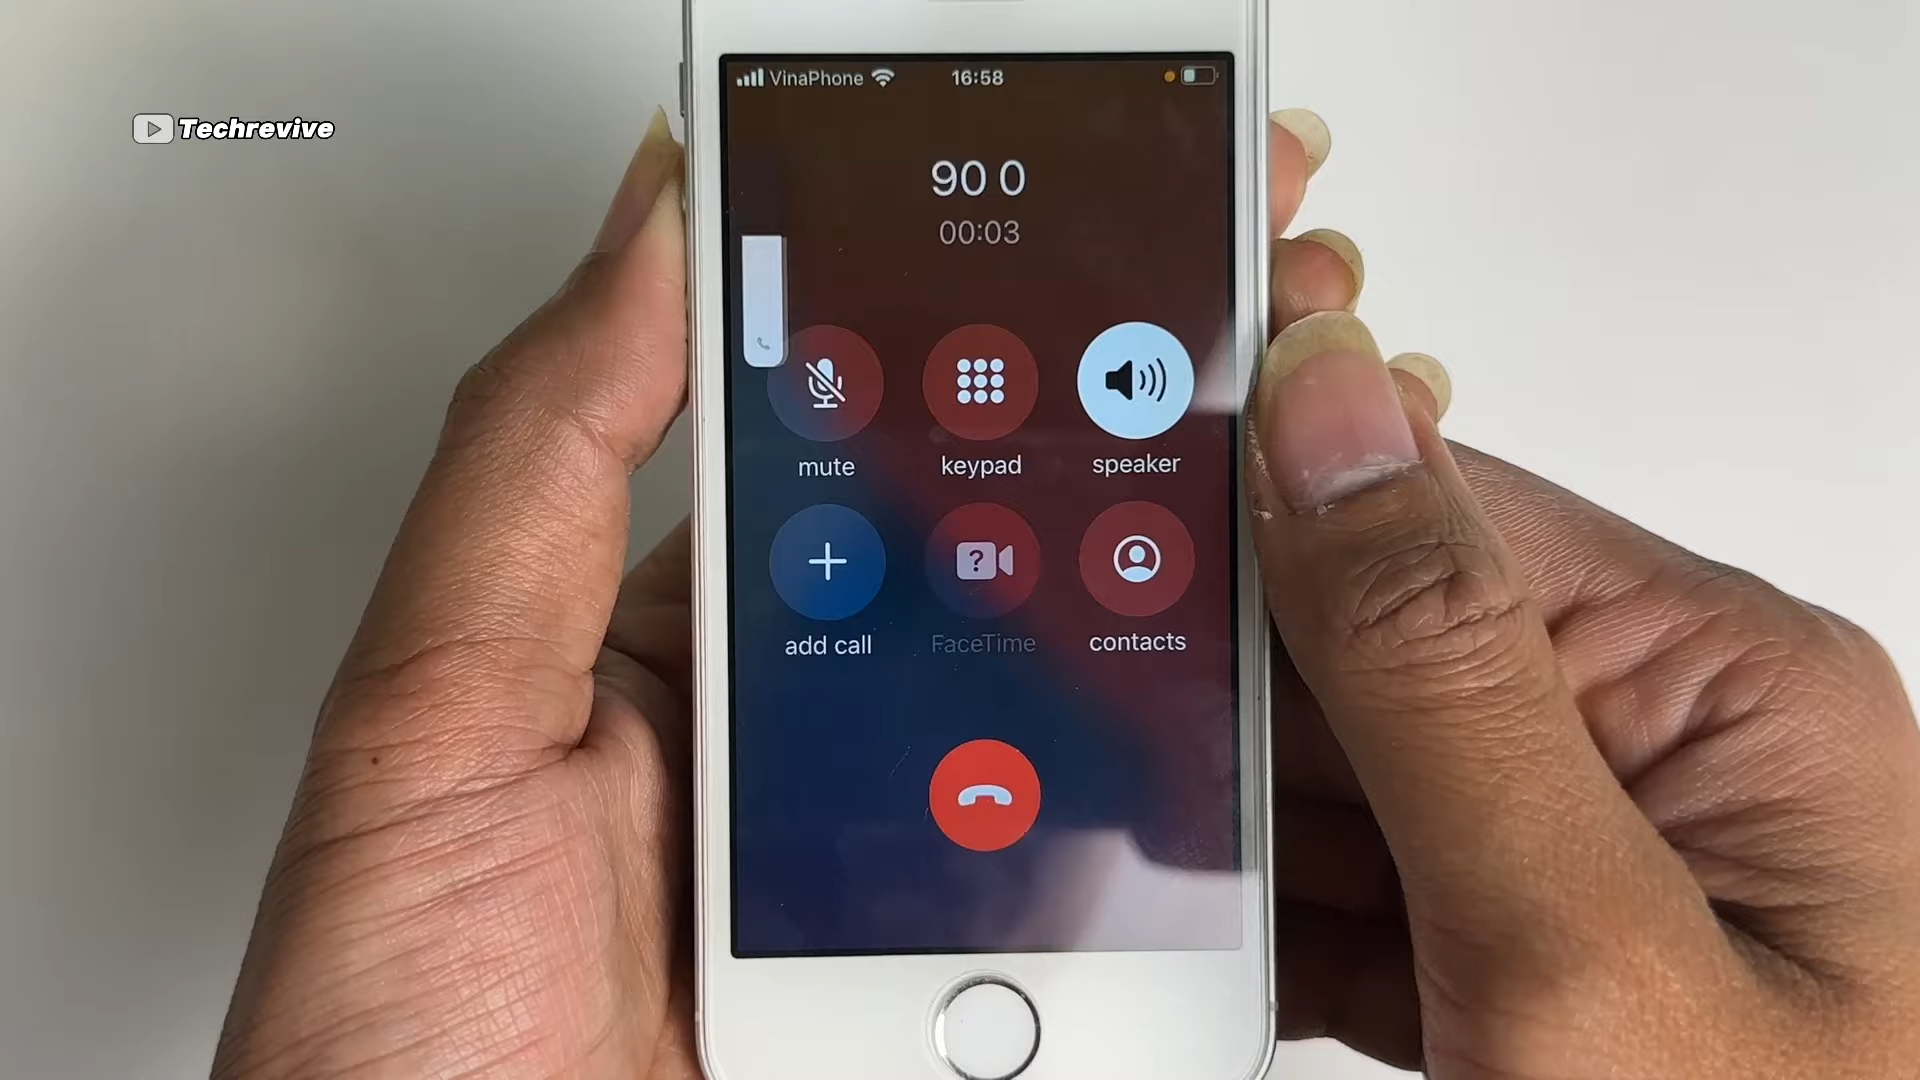 VinaPhone 16:58
Techrevive
90 0
00:03
mute keypad speaker
add call FaceTime contacts